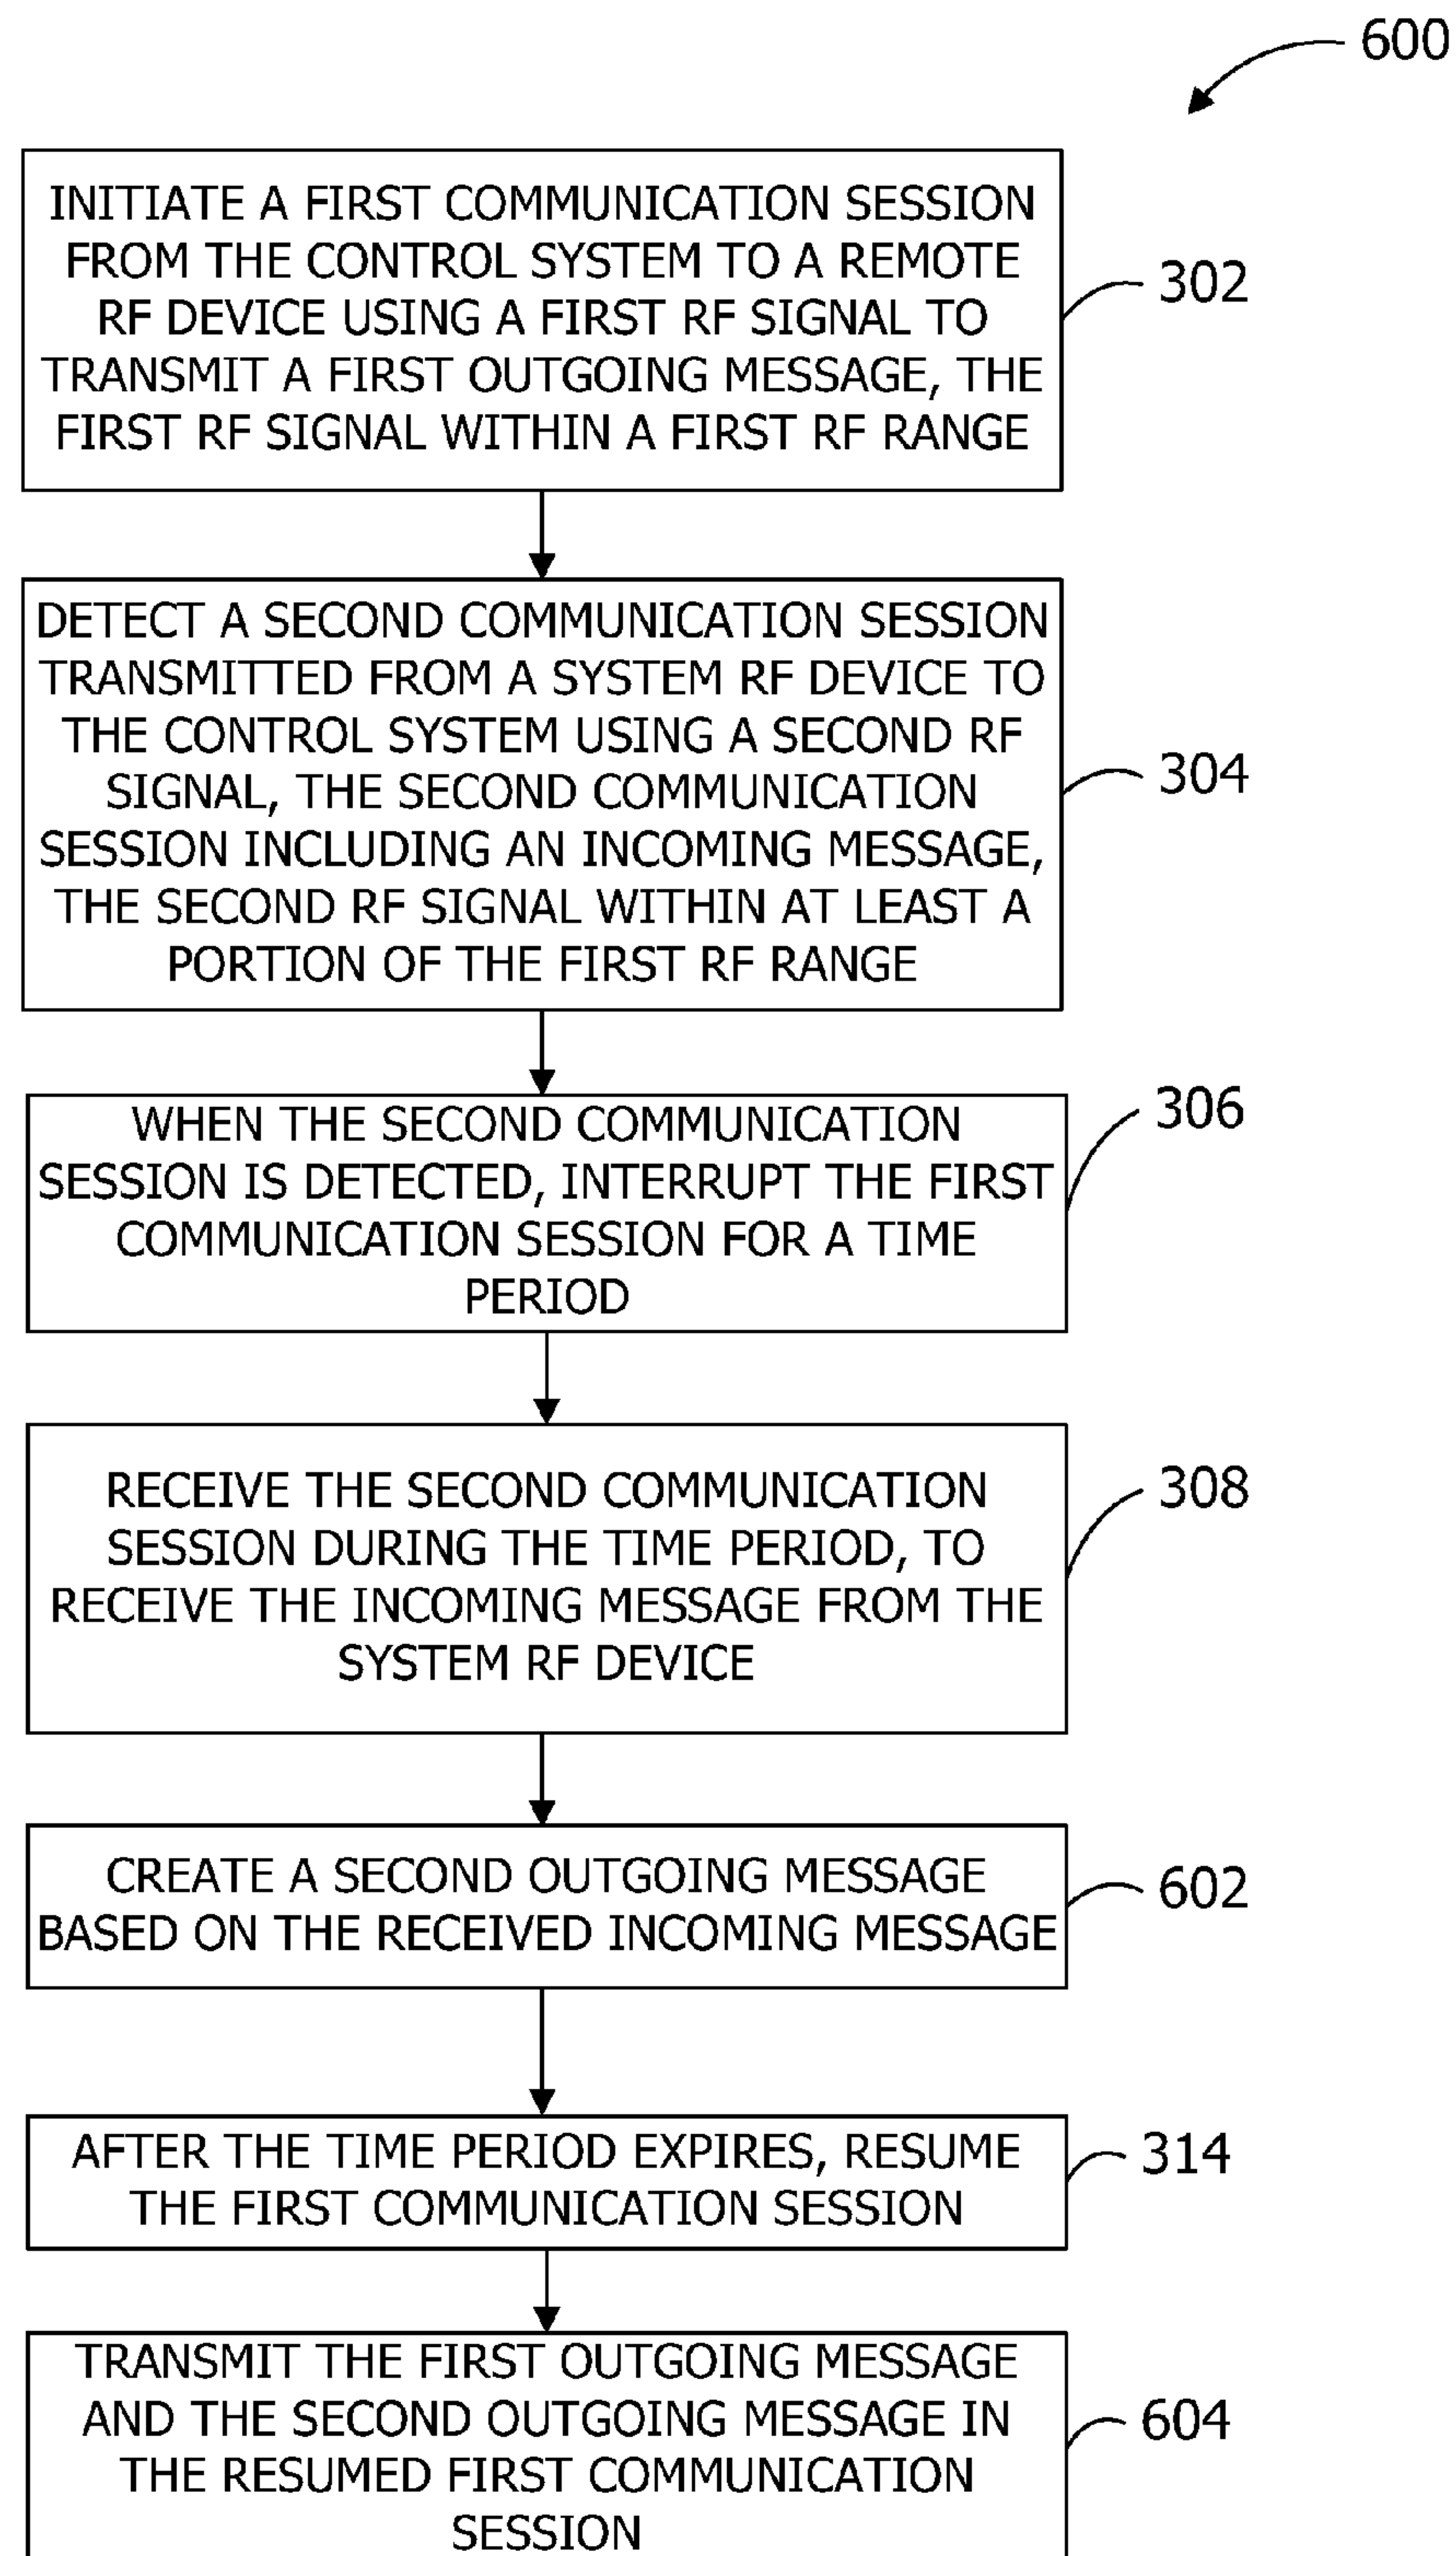 600
INITIATE A FIRST COMMUNICATION SESSION
FROM THE CONTROL SYSTEM TO A REMOTE
RF DEVICE USING A FIRST RF SIGNAL TO
TRANSMIT A FIRST OUTGOING MESSAGE, THE
FIRST RF SIGNAL WITHIN A FIRST RF RANGE
302
DETECT A SECOND COMMUNICATION SESSION
TRANSMITTED FROM A SYSTEM RF DEVICE TO
THE CONTROL SYSTEM USING A SECOND RF
SIGNAL, THE SECOND COMMUNICATION
SESSION INCLUDING AN INCOMING MESSAGE,
THE SECOND RF SIGNAL WITHIN AT LEAST A
PORTION OF THE FIRST RF RANGE
304
WHEN THE SECOND COMMUNICATION
SESSION IS DETECTED, INTERRUPT THE FIRST
COMMUNICATION SESSION FOR A TIME
PERIOD
306
RECEIVE THE SECOND COMMUNICATION
SESSION DURING THE TIME PERIOD, TO
RECEIVE THE INCOMING MESSAGE FROM THE
SYSTEM RF DEVICE
308
CREATE A SECOND OUTGOING MESSAGE
BASED ON THE RECEIVED INCOMING MESSAGE
602
AFTER THE TIME PERIOD EXPIRES, RESUME
THE FIRST COMMUNICATION SESSION
314
TRANSMIT THE FIRST OUTGOING MESSAGE
AND THE SECOND OUTGOING MESSAGE IN
THE RESUMED FIRST COMMUNICATION
SESSION
604